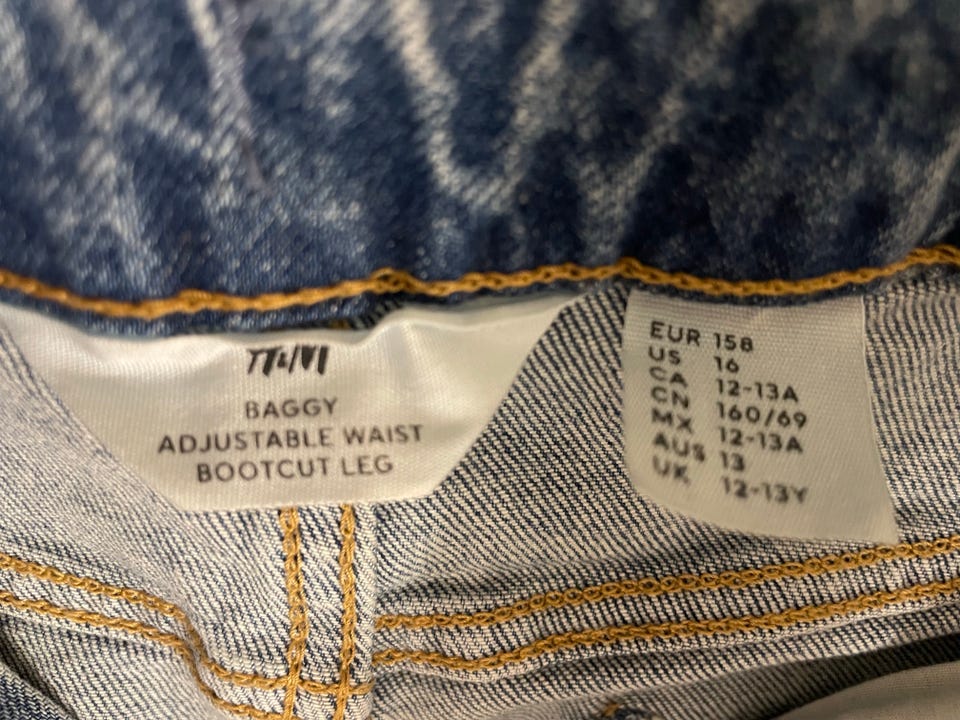 H&M
BAGGY
ADJUSTABLE WAIST
BOOTCUT LEG
EUR 158
US 16
CA 12-13A
CN 160/69
MX 12-13A
AUS 13
UK 12-13Y